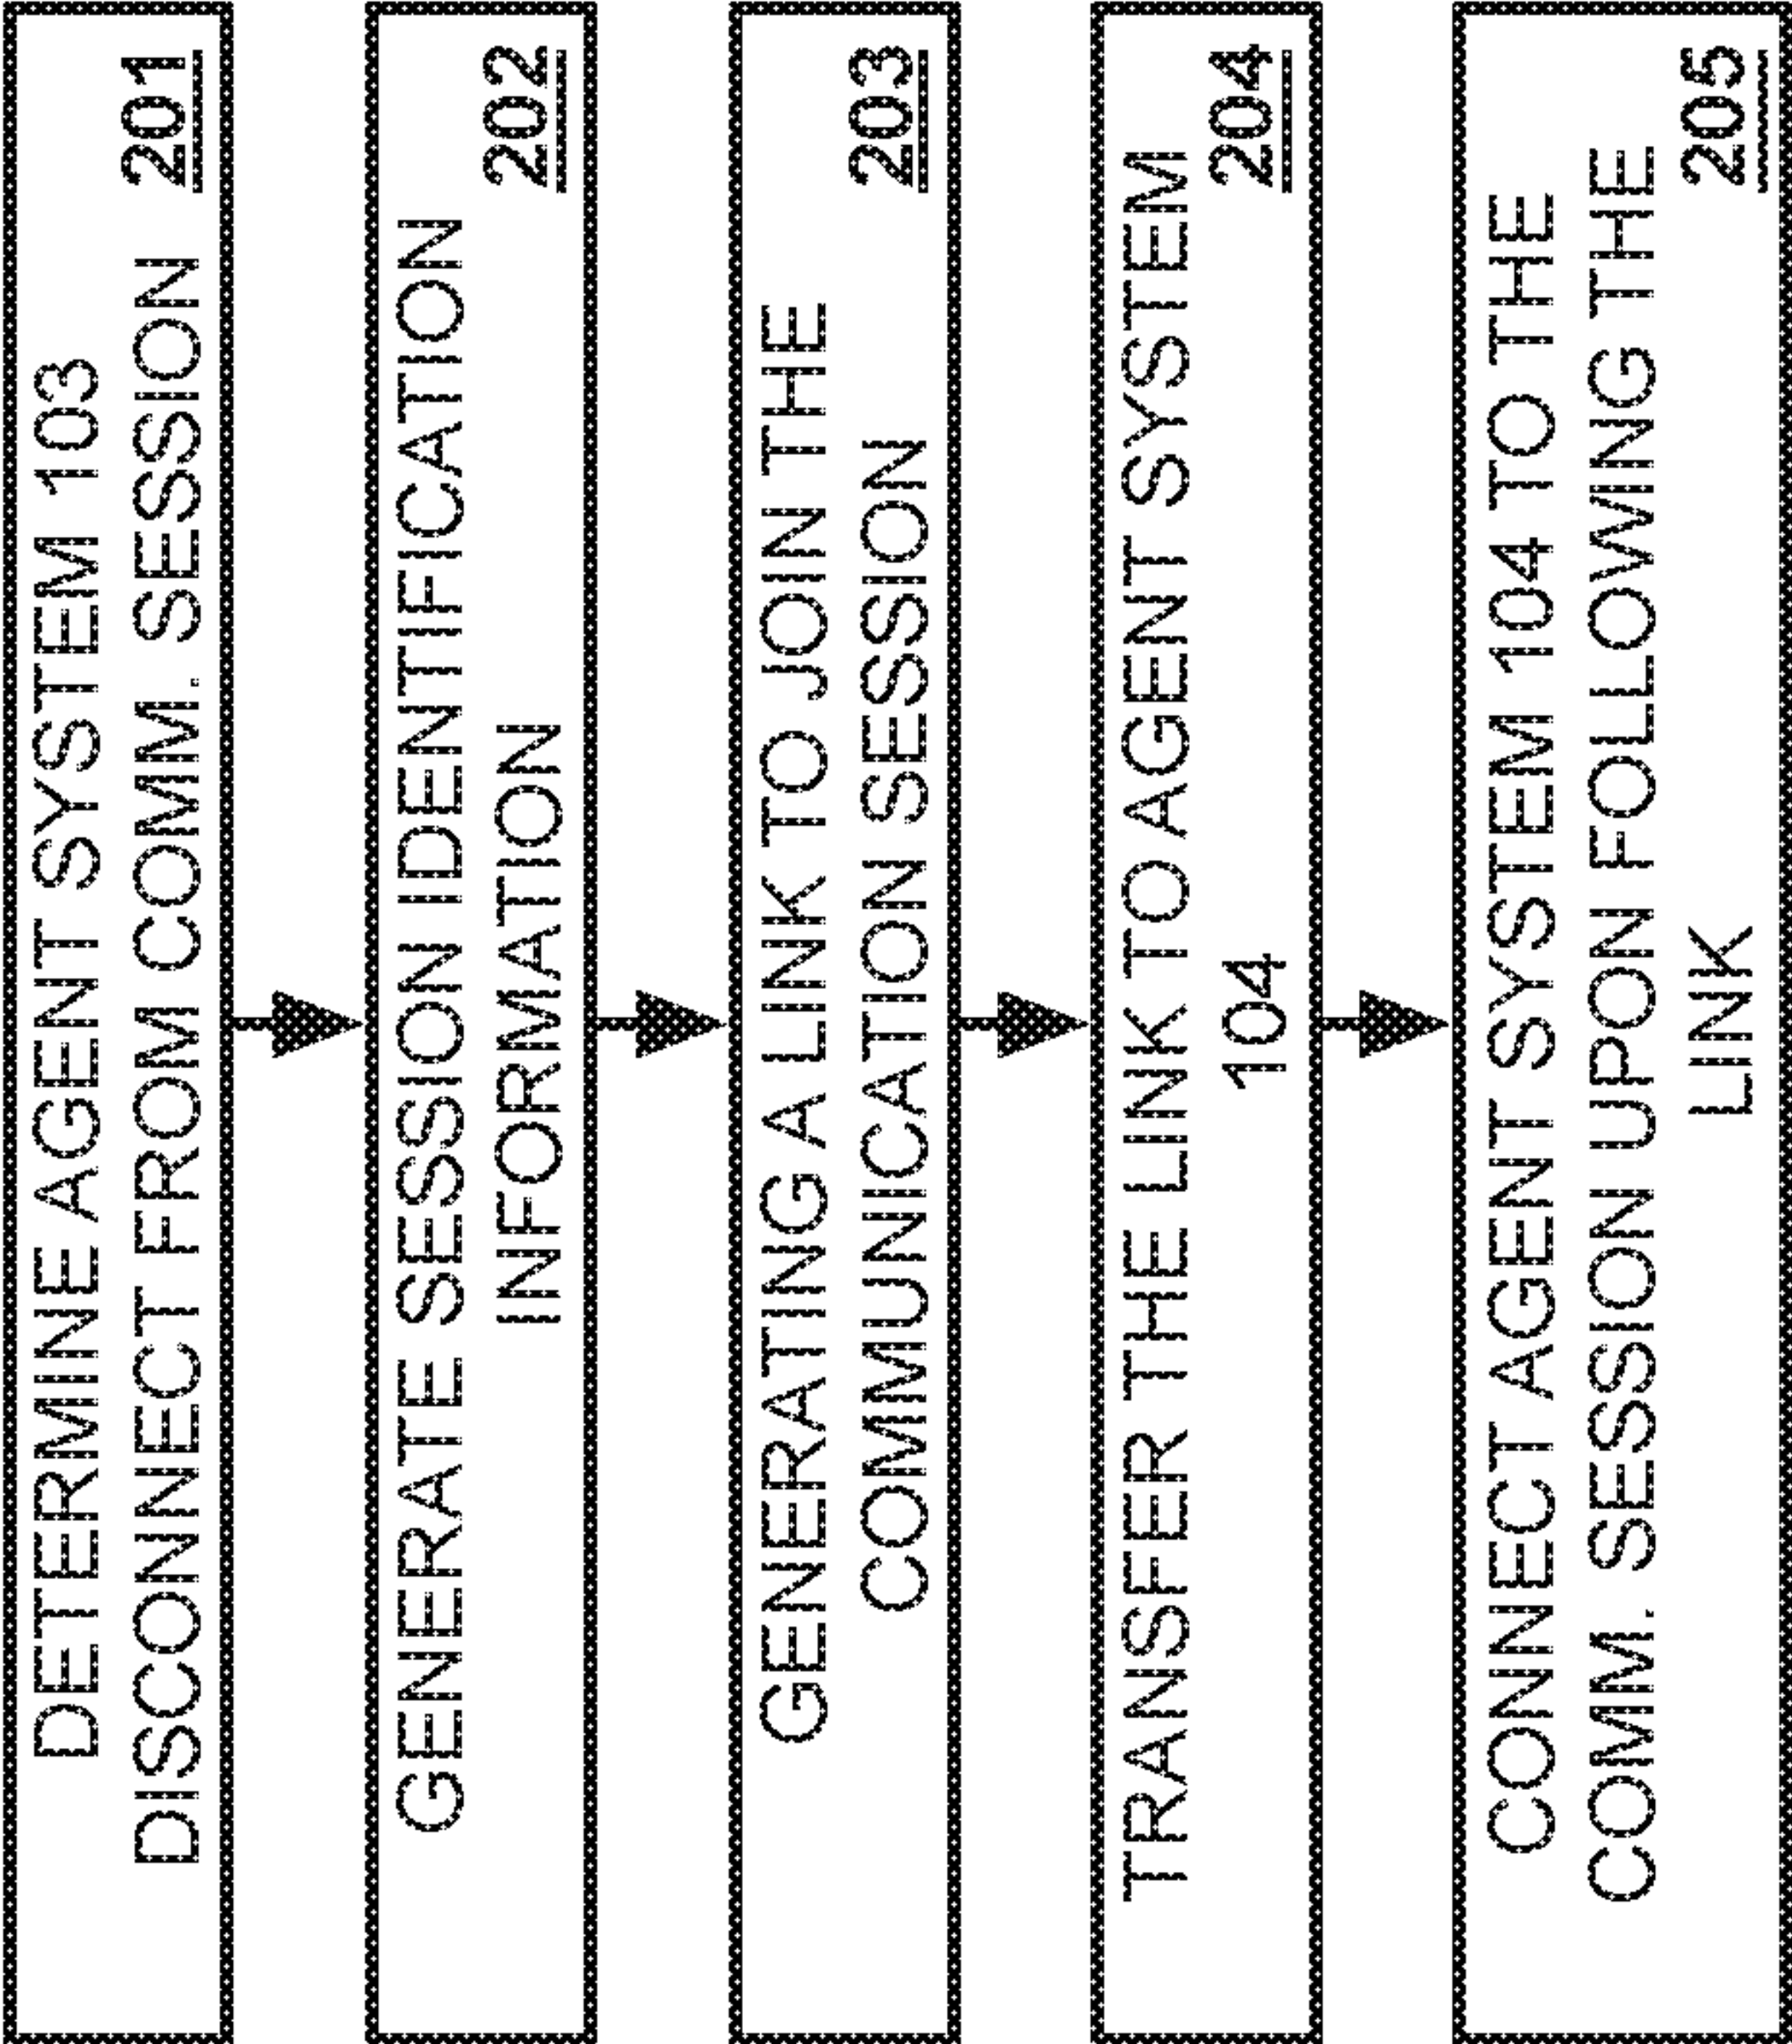 DETERMINE AGENT SYSTEM 103
DISCONNECT FROM COMM. SESSION 201
GENERATE SESSION IDENTIFICATION
INFORMATION 202
GENERATING A LINK TO JOIN THE
COMMUNICATION SESSION 203
TRANSFER THE LINK TO AGENT SYSTEM
104 204
CONNECT AGENT SYSTEM 104 TO THE
COMM. SESSION UPON FOLLOWING THE
LINK 205